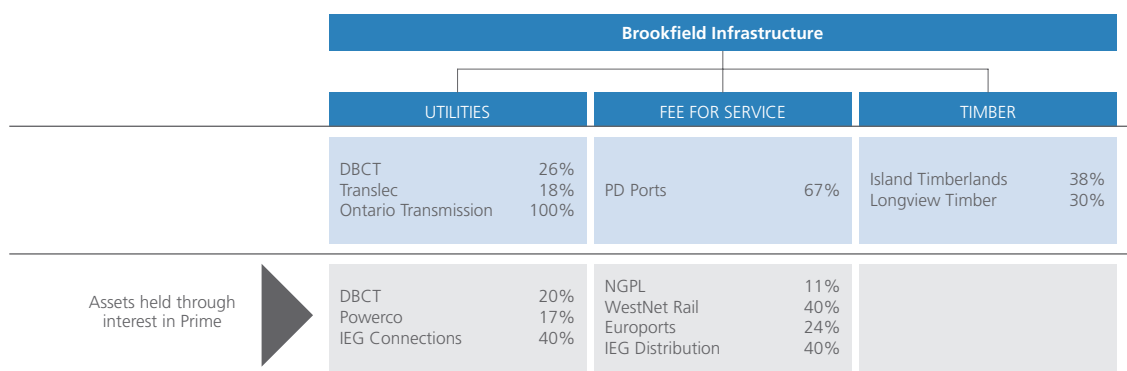 Brookfield Infrastructure
UTILITIES
FEE FOR SERVICE
TIMBER
DBCT 26%
Translec 18%
Ontario Transmission 100%
PD Ports 67%
Island Timberlands 38%
Longview Timber 30%
Assets held through
interest in Prime
DBCT 20%
Powerco 17%
IEG Connections 40%
NGPL 11%
WestNet Rail 40%
Euroports 24%
IEG Distribution 40%